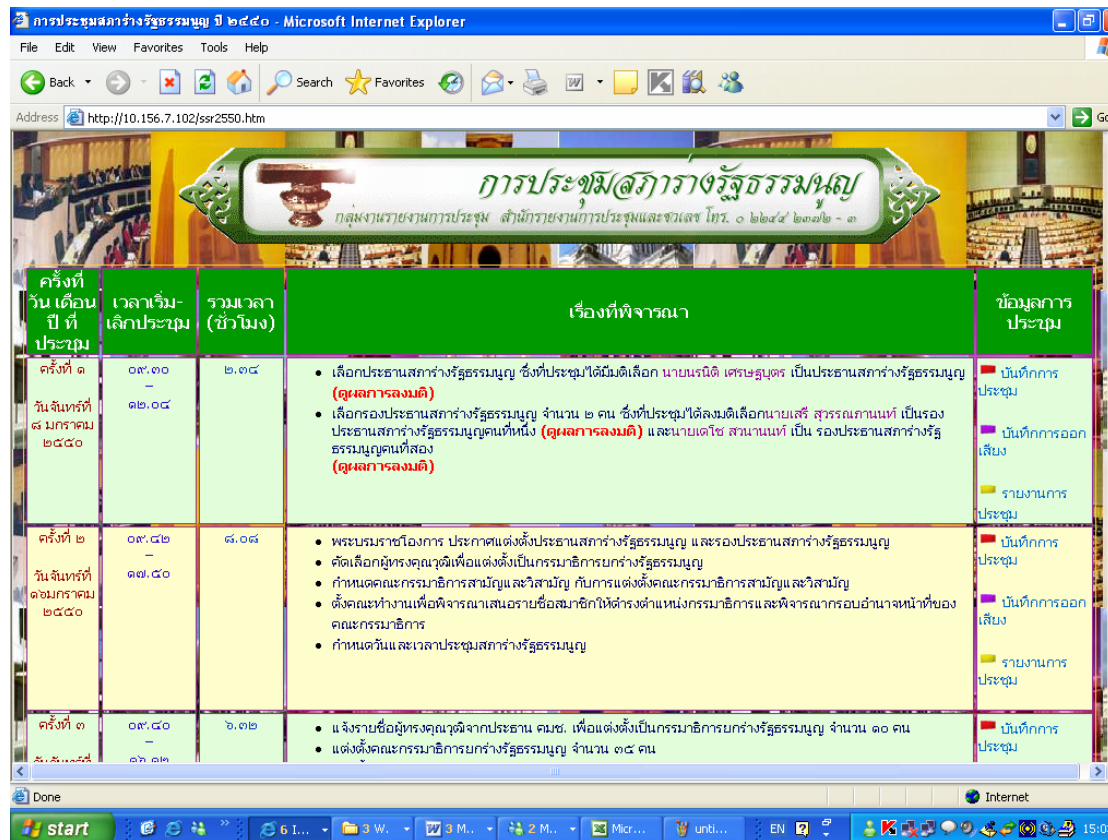 การประชุมสภาร่างรัฐธรรมนูญ ปี ๒๕๕๐ - Microsoft Internet Explorer
File Edit View Favorites Tools Help
Back Search Favorites
Address http://10.156.7.102/ssr2550.htm Go
การประชุมสภาร่างรัฐธรรมนูญ
กลุ่มงานรายงานการประชุม สำนักรายงานการประชุมและชวเลข โทร. ๐ ๒๒๔๔ ๒๓๗๒ - ๓
ครั้งที่
วัน เดือน
ปี ที่
ประชุม
เวลาเริ่ม-
เลิกประชุม
รวมเวลา
(ชั่วโมง)
เรื่องที่พิจารณา
ข้อมูลการ
ประชุม
ครั้งที่ ๑
วันจันทร์ที่
๘ มกราคม
๒๕๕๐
๐๙.๓๐
–
๑๒.๐๔
๒.๓๔
เลือกประธานสภาร่างรัฐธรรมนูญ ซึ่งที่ประชุมได้มีมติเลือก นายนรนิติ เศรษฐบุตร เป็นประธานสภาร่างรัฐธรรมนูญ
(ดูผลการลงมติ)
เลือกรองประธานสภาร่างรัฐธรรมนูญ จำนวน ๒ คน ซึ่งที่ประชุมได้ลงมติเลือกนายเสรี สุวรรณภานนท์ เป็นรอง
ประธานสภาร่างรัฐธรรมนูญคนที่หนึ่ง (ดูผลการลงมติ) และนายเดโช สวนานนท์ เป็น รองประธานสภาร่างรัฐ
ธรรมนูญคนที่สอง
(ดูผลการลงมติ)
บันทึกการ
ประชุม
บันทึกการออก
เสียง
รายงานการ
ประชุม
ครั้งที่ ๒
วันจันทร์ที่
๑๖มกราคม
๒๕๕๐
๐๙.๔๒
–
๑๗.๕๐
๘.๐๘
พระบรมราชโองการ ประกาศแต่งตั้งประธานสภาร่างรัฐธรรมนูญ และรองประธานสภาร่างรัฐธรรมนูญ
คัดเลือกผู้ทรงคุณวุฒิเพื่อแต่งตั้งเป็นกรรมาธิการยกร่างรัฐธรรมนูญ
กำหนดคณะกรรมาธิการสามัญและวิสามัญ กับการแต่งตั้งคณะกรรมาธิการสามัญและวิสามัญ
ตั้งคณะทำงานเพื่อพิจารณาเสนอรายชื่อสมาชิกให้ดำรงตำแหน่งกรรมาธิการและพิจารณากรอบอำนาจหน้าที่ของ
คณะกรรมาธิการ
กำหนดวันและเวลาประชุมสภาร่างรัฐธรรมนูญ
บันทึกการ
ประชุม
บันทึกการออก
เสียง
รายงานการ
ประชุม
ครั้งที่ ๓
วันจันทร์ที่
๐๙.๔๐
–
๑๖.๑๒
๖.๓๒
แจ้งรายชื่อผู้ทรงคุณวุฒิจากประธาน คมช. เพื่อแต่งตั้งเป็นกรรมาธิการยกร่างรัฐธรรมนูญ จำนวน ๑๐ คน
แต่งตั้งคณะกรรมาธิการยกร่างรัฐธรรมนูญ จำนวน ๓๕ คน
บันทึกการ
ประชุม
Done Internet
start 6 I... 3 W. 3 M.. 2 M.. Micr... unti... EN 15:0